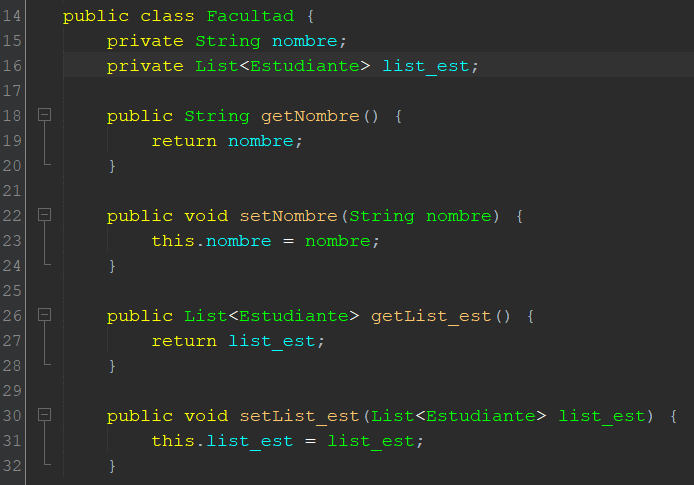 14 public class Facultad {
15 private String nombre;
16 private List<Estudiante> list_est;
17
18 public String getNombre() {
19 return nombre;
20 }
21
22 public void setNombre(String nombre) {
23 this.nombre = nombre;
24 }
25
26 public List<Estudiante> getList_est() {
27 return list_est;
28 }
29
30 public void setList_est(List<Estudiante> list_est) {
31 this.list_est = list_est;
32 }